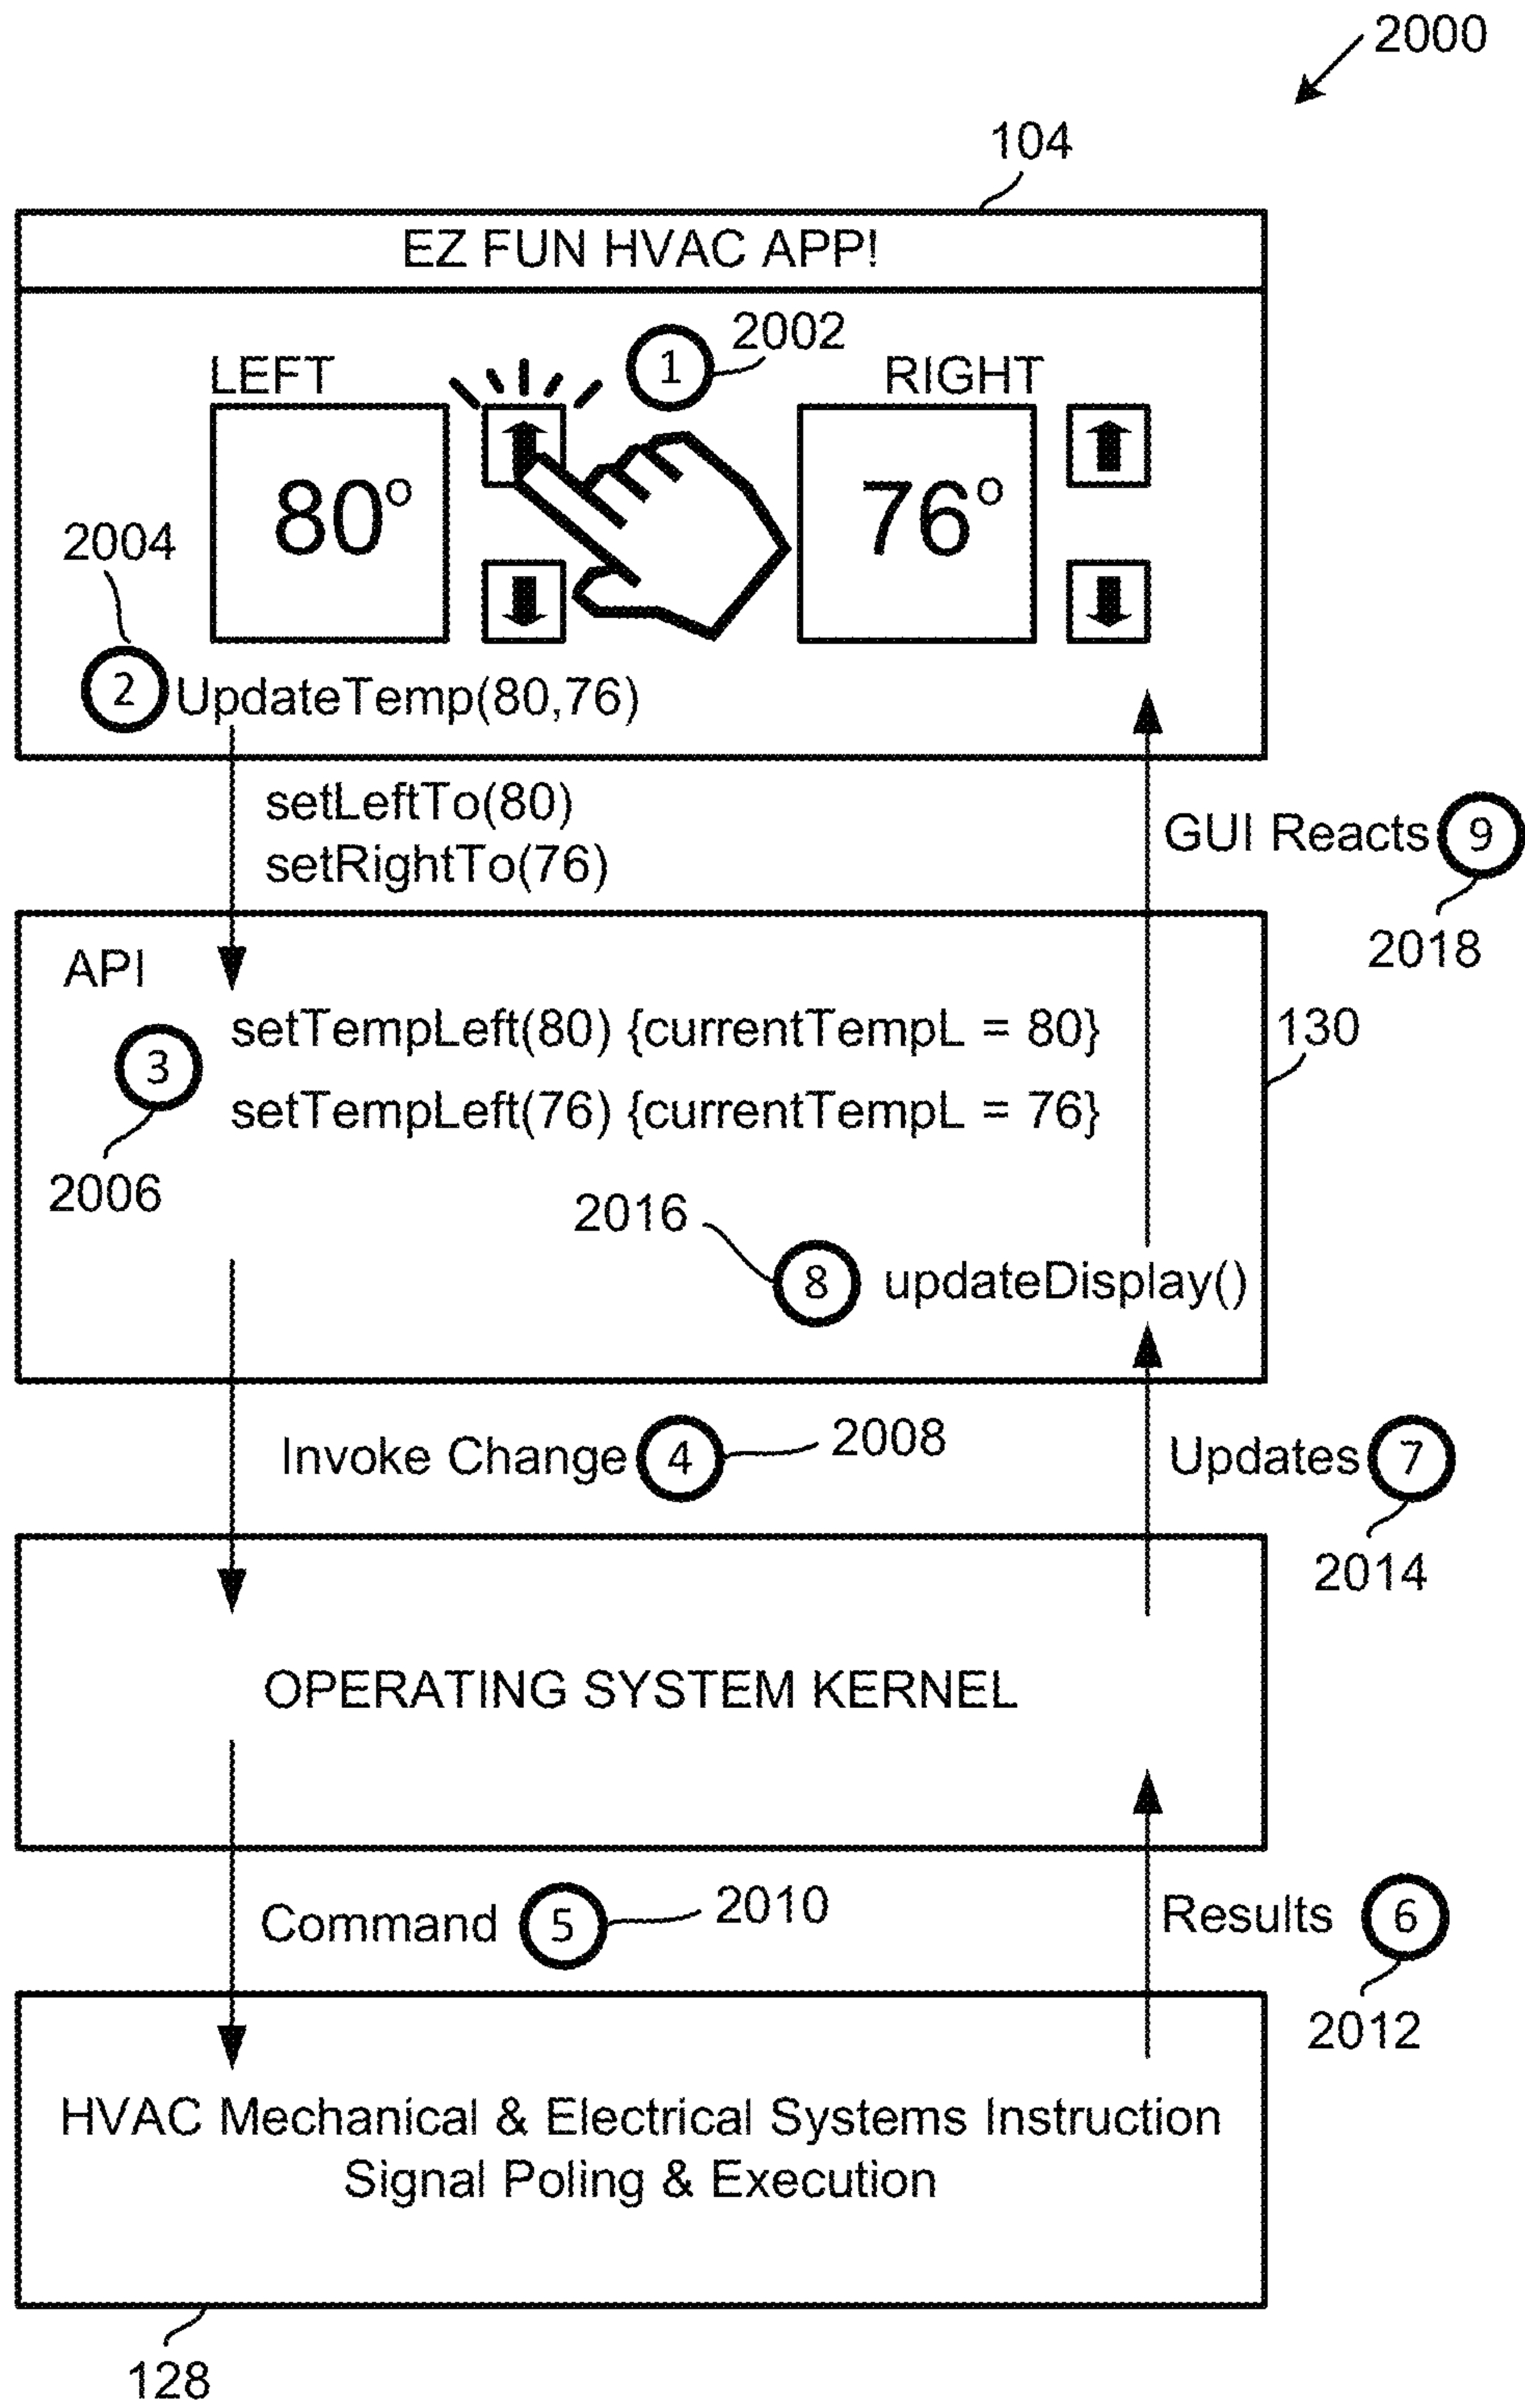 2000
104
EZ FUN HVAC APP!
1 2002
LEFT
RIGHT
80°
76°
2004
2 UpdateTemp(80,76)
setLeftTo(80)
setRightTo(76)
GUI Reacts 9
2018
API
130
3
setTempLeft(80) {currentTempL = 80}
setTempLeft(76) {currentTempL = 76}
2006
2016
8 updateDisplay()
Invoke Change 4 2008
Updates 7
2014
OPERATING SYSTEM KERNEL
Command 5 2010
Results 6
2012
HVAC Mechanical & Electrical Systems Instruction
Signal Poling & Execution
128